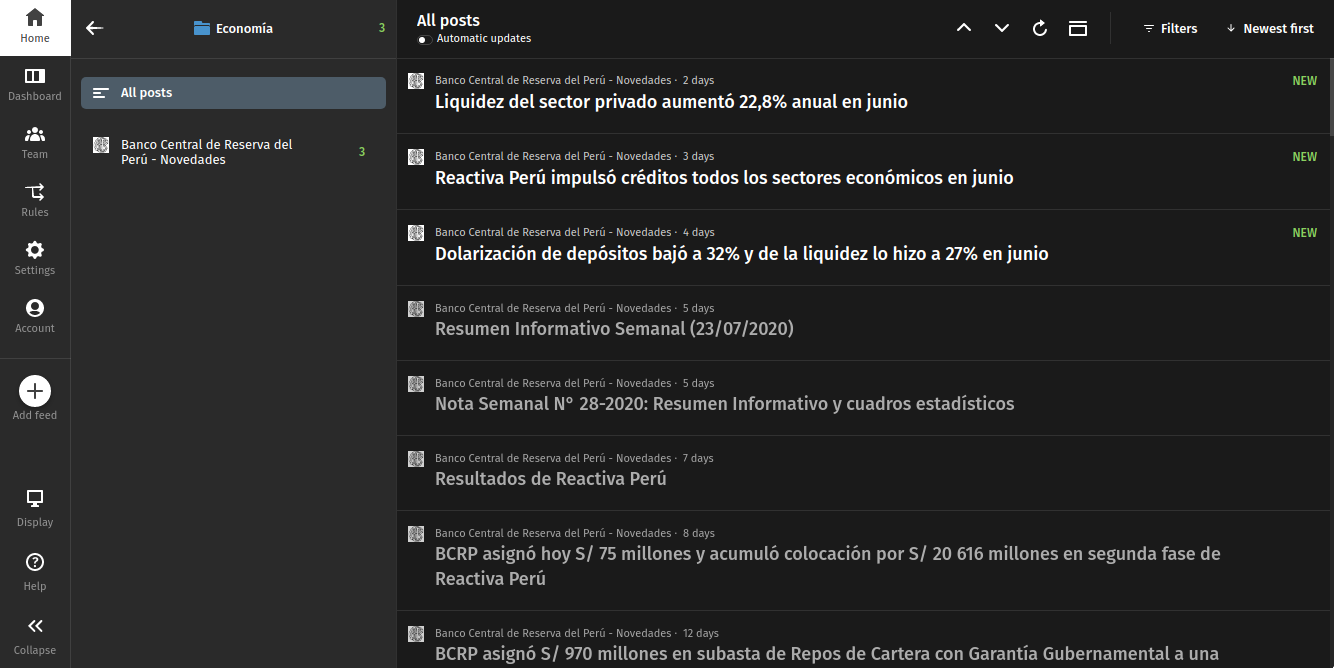 Home
Dashboard
Team
Rules
Settings
Account
Add feed
Display
Help
Collapse
Economía 3
All posts
Banco Central de Reserva del
Perú - Novedades
3
All posts
Automatic updates
Filters
Newest first
Banco Central de Reserva del Perú - Novedades · 2 days
NEW
Liquidez del sector privado aumentó 22,8% anual en junio
Banco Central de Reserva del Perú - Novedades · 3 days
NEW
Reactiva Perú impulsó créditos todos los sectores económicos en junio
Banco Central de Reserva del Perú - Novedades · 4 days
NEW
Dolarización de depósitos bajó a 32% y de la liquidez lo hizo a 27% en junio
Banco Central de Reserva del Perú - Novedades · 5 days
Resumen Informativo Semanal (23/07/2020)
Banco Central de Reserva del Perú - Novedades · 5 days
Nota Semanal N° 28-2020: Resumen Informativo y cuadros estadísticos
Banco Central de Reserva del Perú - Novedades · 7 days
Resultados de Reactiva Perú
Banco Central de Reserva del Perú - Novedades · 8 days
BCRP asignó hoy S/ 75 millones y acumuló colocación por S/ 20 616 millones en segunda fase de
Reactiva Perú
Banco Central de Reserva del Perú - Novedades · 12 days
BCRP asignó S/ 970 millones en subasta de Repos de Cartera con Garantía Gubernamental a una